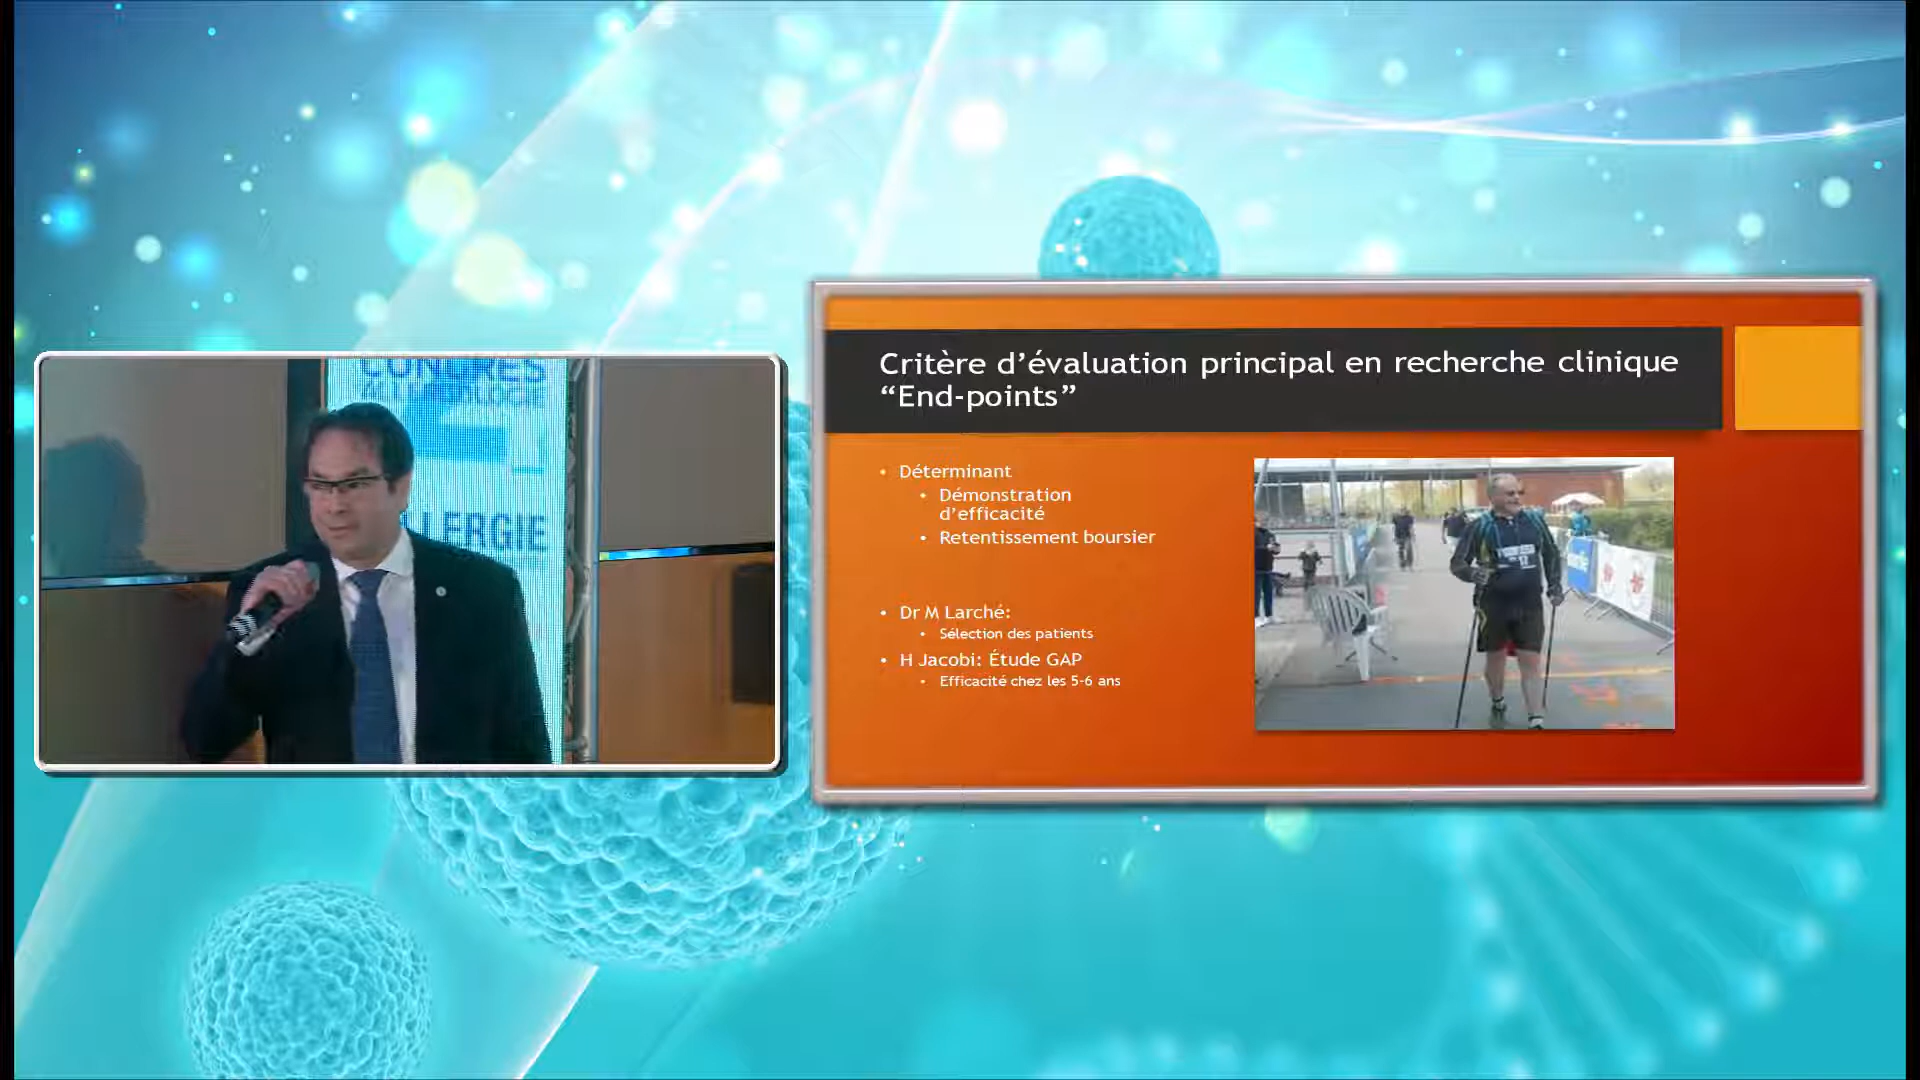 CONGRÈS
ALLERGIE
Critère d’évaluation principal en recherche clinique
“End-points”
• Déterminant
• Démonstration
d’efficacité
• Retentissement boursier
• Dr M Larché:
• Sélection des patients
• H Jacobi: Étude GAP
• Efficacité chez les 5-6 ans